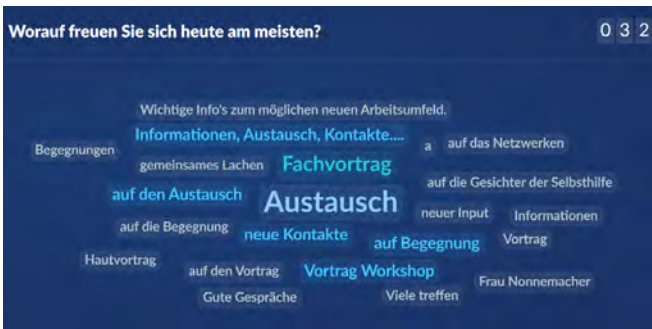 Worauf freuen Sie sich heute am meisten?
0 3 2
Wichtige Info's zum möglichen neuen Arbeitsumfeld.
Informationen, Austausch, Kontakte....
a
auf das Netzwerken
Begegnungen
gemeinsames Lachen
Fachvortrag
auf die Gesichter der Selbsthilfe
auf den Austausch
Austausch
neuer Input
Informationen
auf die Begegnung
neue Kontakte
auf Begegnung
Vortrag
Hautvortrag
auf den Vortrag
Vortrag Workshop
Frau Nonnemacher
Gute Gespräche
Viele treffen